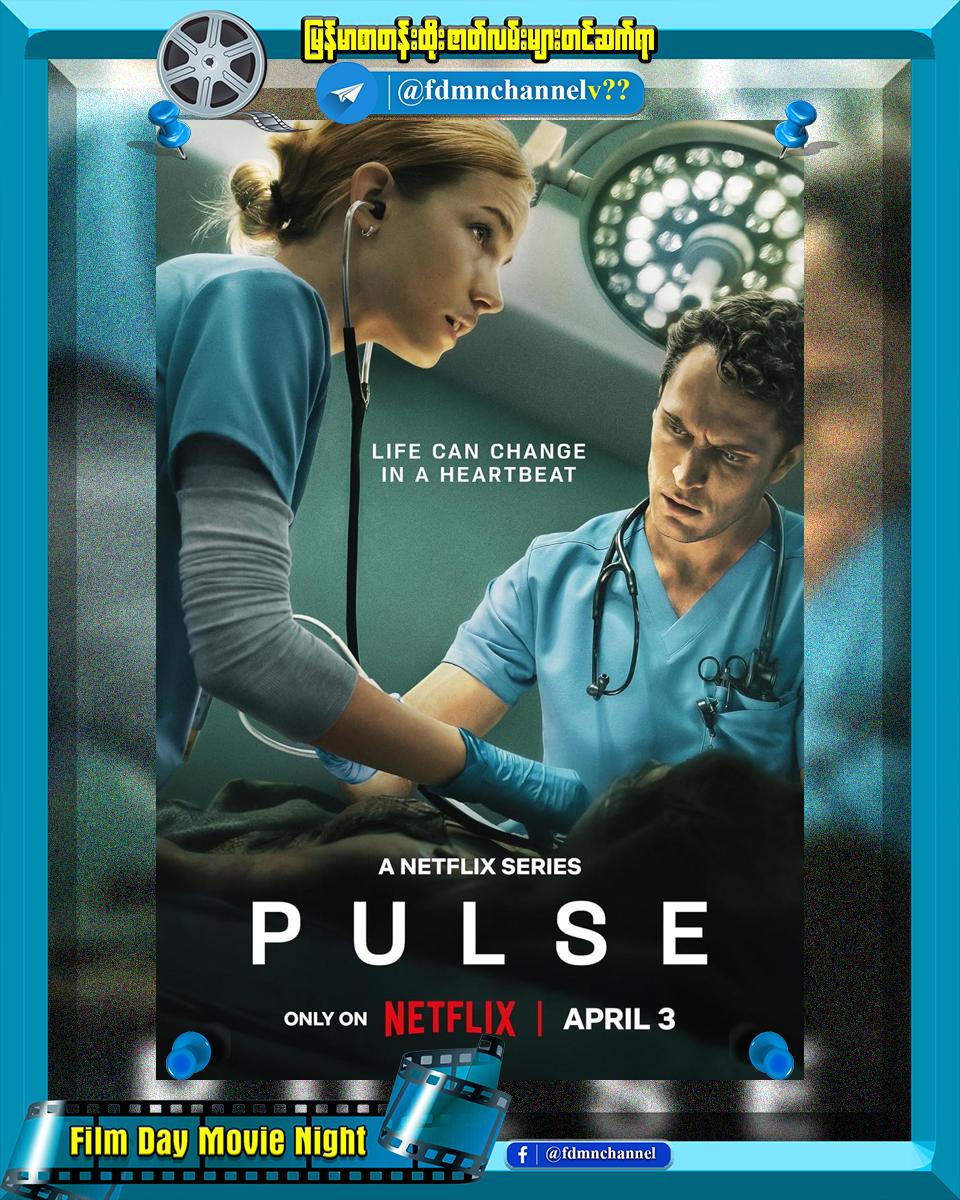 မြန်မာစာတန်းထိုးဇာတ်လမ်းများတင်ဆက်ရာ
@fdmnchannelv??
LIFE CAN CHANGE
IN A HEARTBEAT
A NETFLIX SERIES
PULSE
ONLY ON NETFLIX | APRIL 3
Film Day Movie Night
f | @fdmnchannel